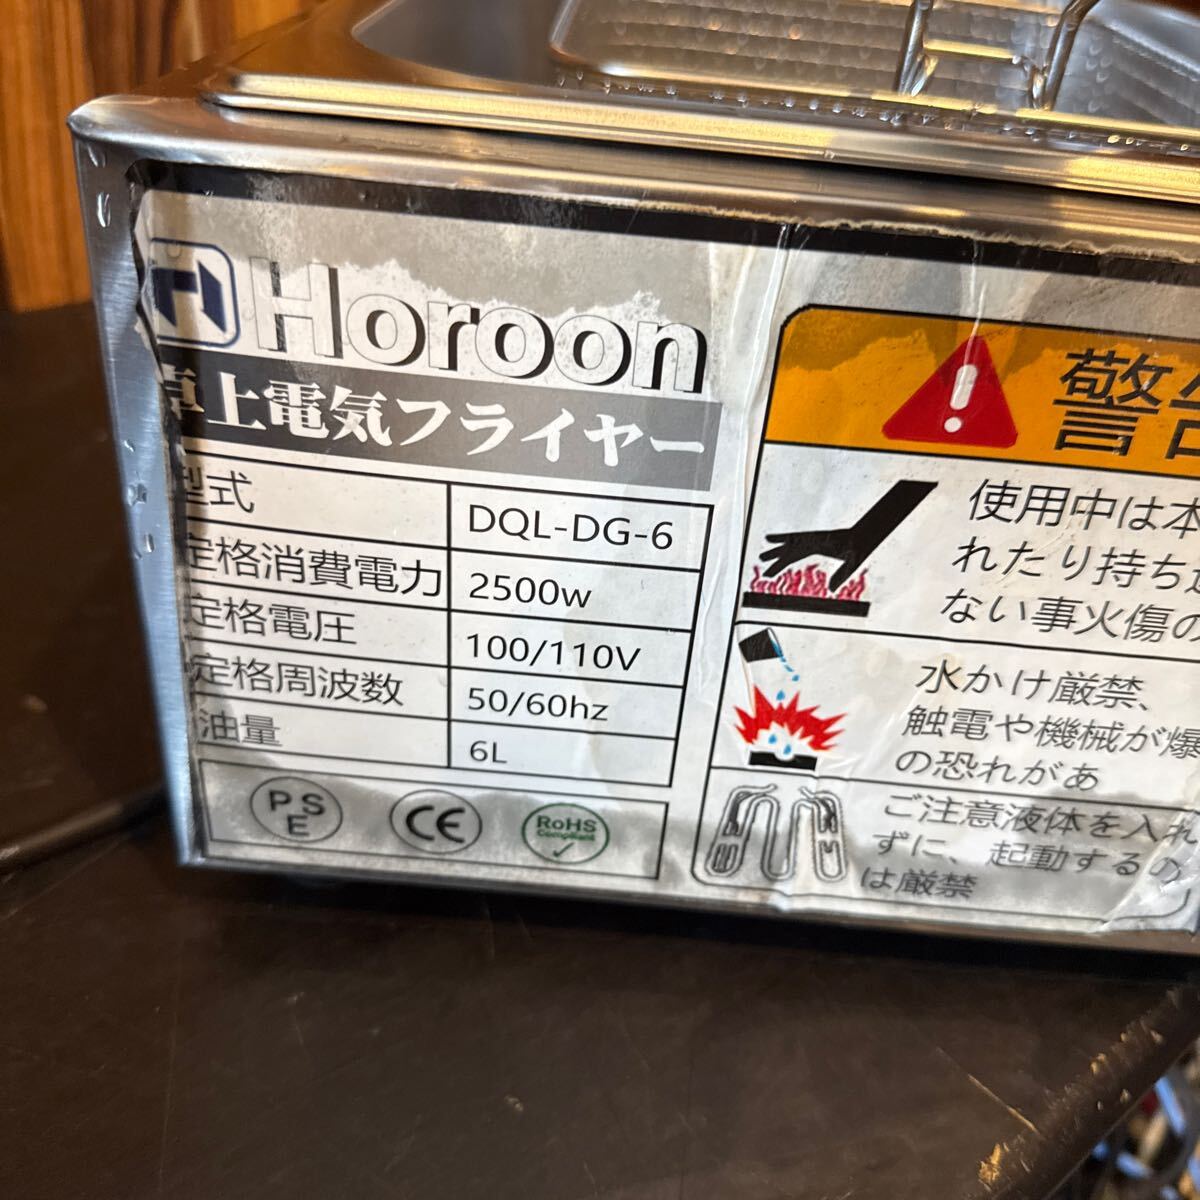 Horoon
卓上電気フライヤー
型式 DQL-DG-6
定格消費電力 2500w
定格電圧 100/110V
定格周波数 50/60hz
油量 6L
PSE
CE
RoHS
Compliant
警告
使用中は本
れたり持ち
ない事火傷の
水かけ厳禁、
触電や機械が爆
の恐れがあ
ご注意液体を入れ
ずに、起動するの
は厳禁